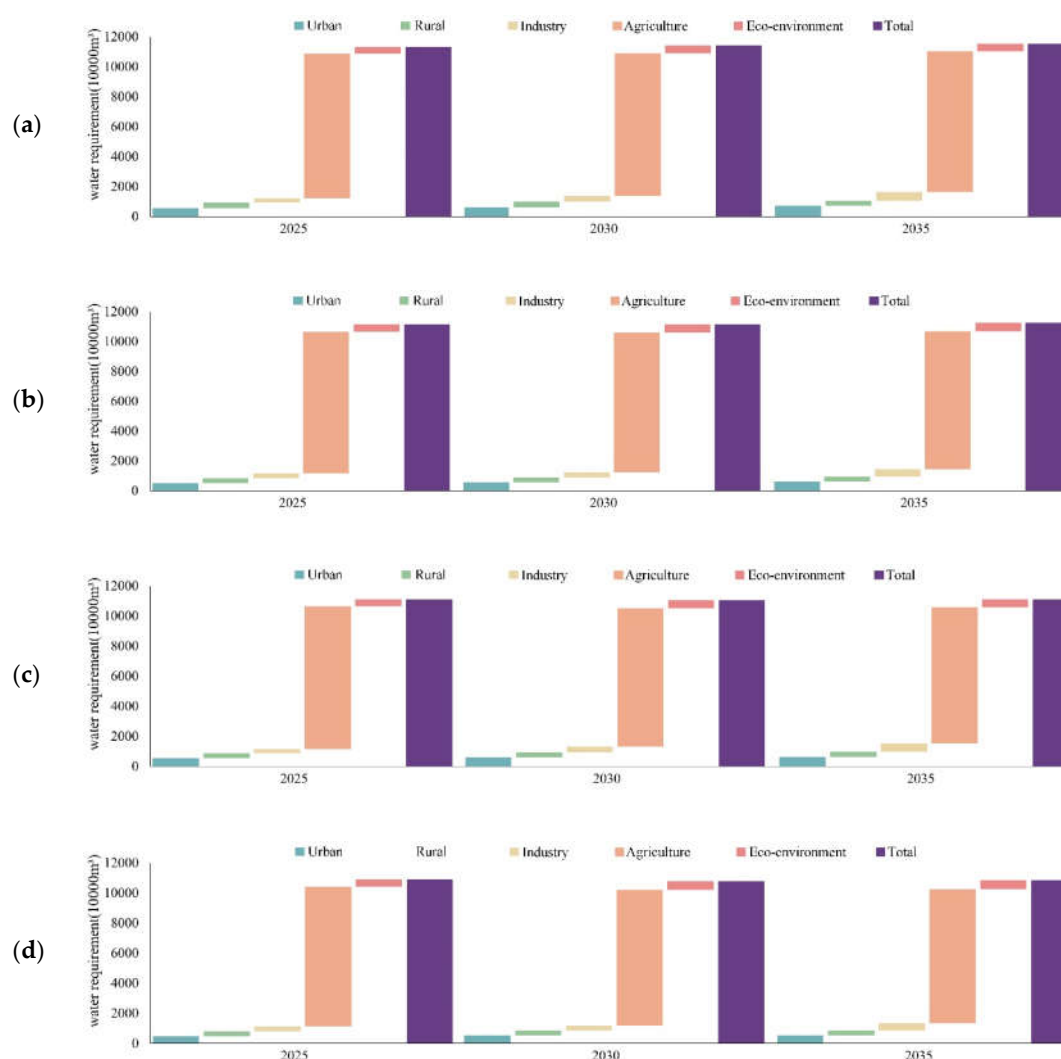 Urban Rural Industry Agriculture Eco-environment Total
(a)
water requirement(10000m³)
12000
10000
8000
6000
4000
2000
0
2025 2030 2035
Urban Rural Industry Agriculture Eco-environment Total
(b)
water requirement(10000m³)
12000
10000
8000
6000
4000
2000
0
2025 2030 2035
Urban Rural Industry Agriculture Eco-environment Total
(c)
water requirement(10000m³)
12000
10000
8000
6000
4000
2000
0
2025 2030 2035
Urban Rural Industry Agriculture Eco-environment Total
(d)
water requirement(10000m³)
12000
10000
8000
6000
4000
2000
0
2025 2030 2035